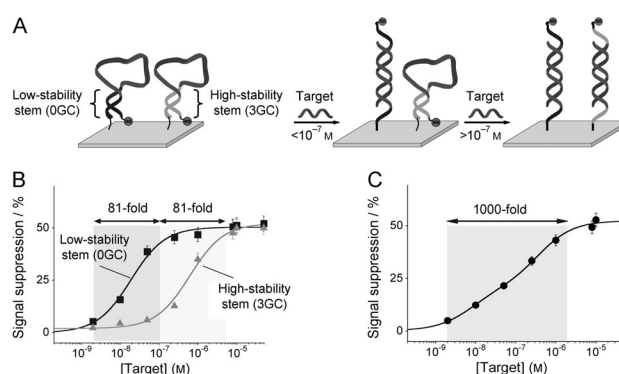 A
Low-stability
stem (0GC)
High-stability
stem (3GC)
Target
<10⁻⁷ M
Target
>10⁻⁷ M
B
81-fold 81-fold
Signal suppression / %
50
25
0
Low-stability
stem (0GC)
High-stability
stem (3GC)
10⁻⁹ 10⁻⁸ 10⁻⁷ 10⁻⁶ 10⁻⁵
[Target] (M)
C
1000-fold
Signal suppression / %
50
25
0
10⁻⁹ 10⁻⁸ 10⁻⁷ 10⁻⁶ 10⁻⁵
[Target] (M)